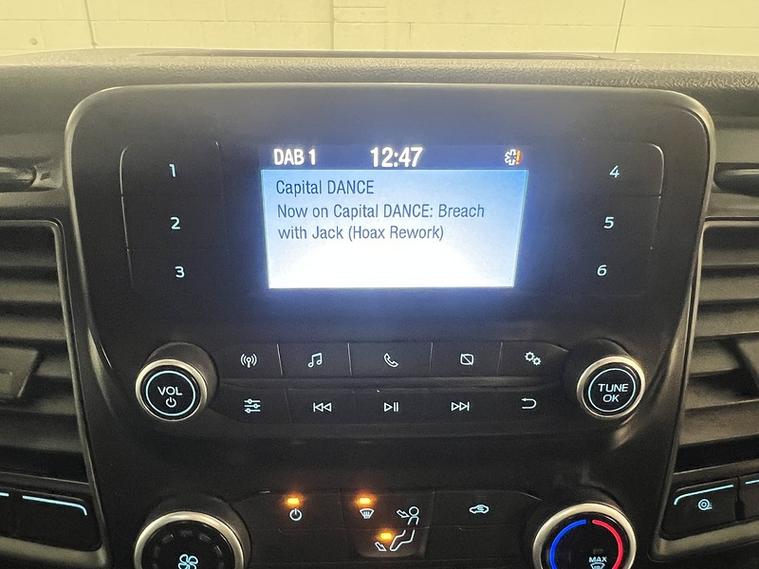 DAB 1 12:47
Capital DANCE
Now on Capital DANCE: Breach
with Jack (Hoax Rework)
1
2
3
4
5
6
VOL
TUNE
OK
MAX